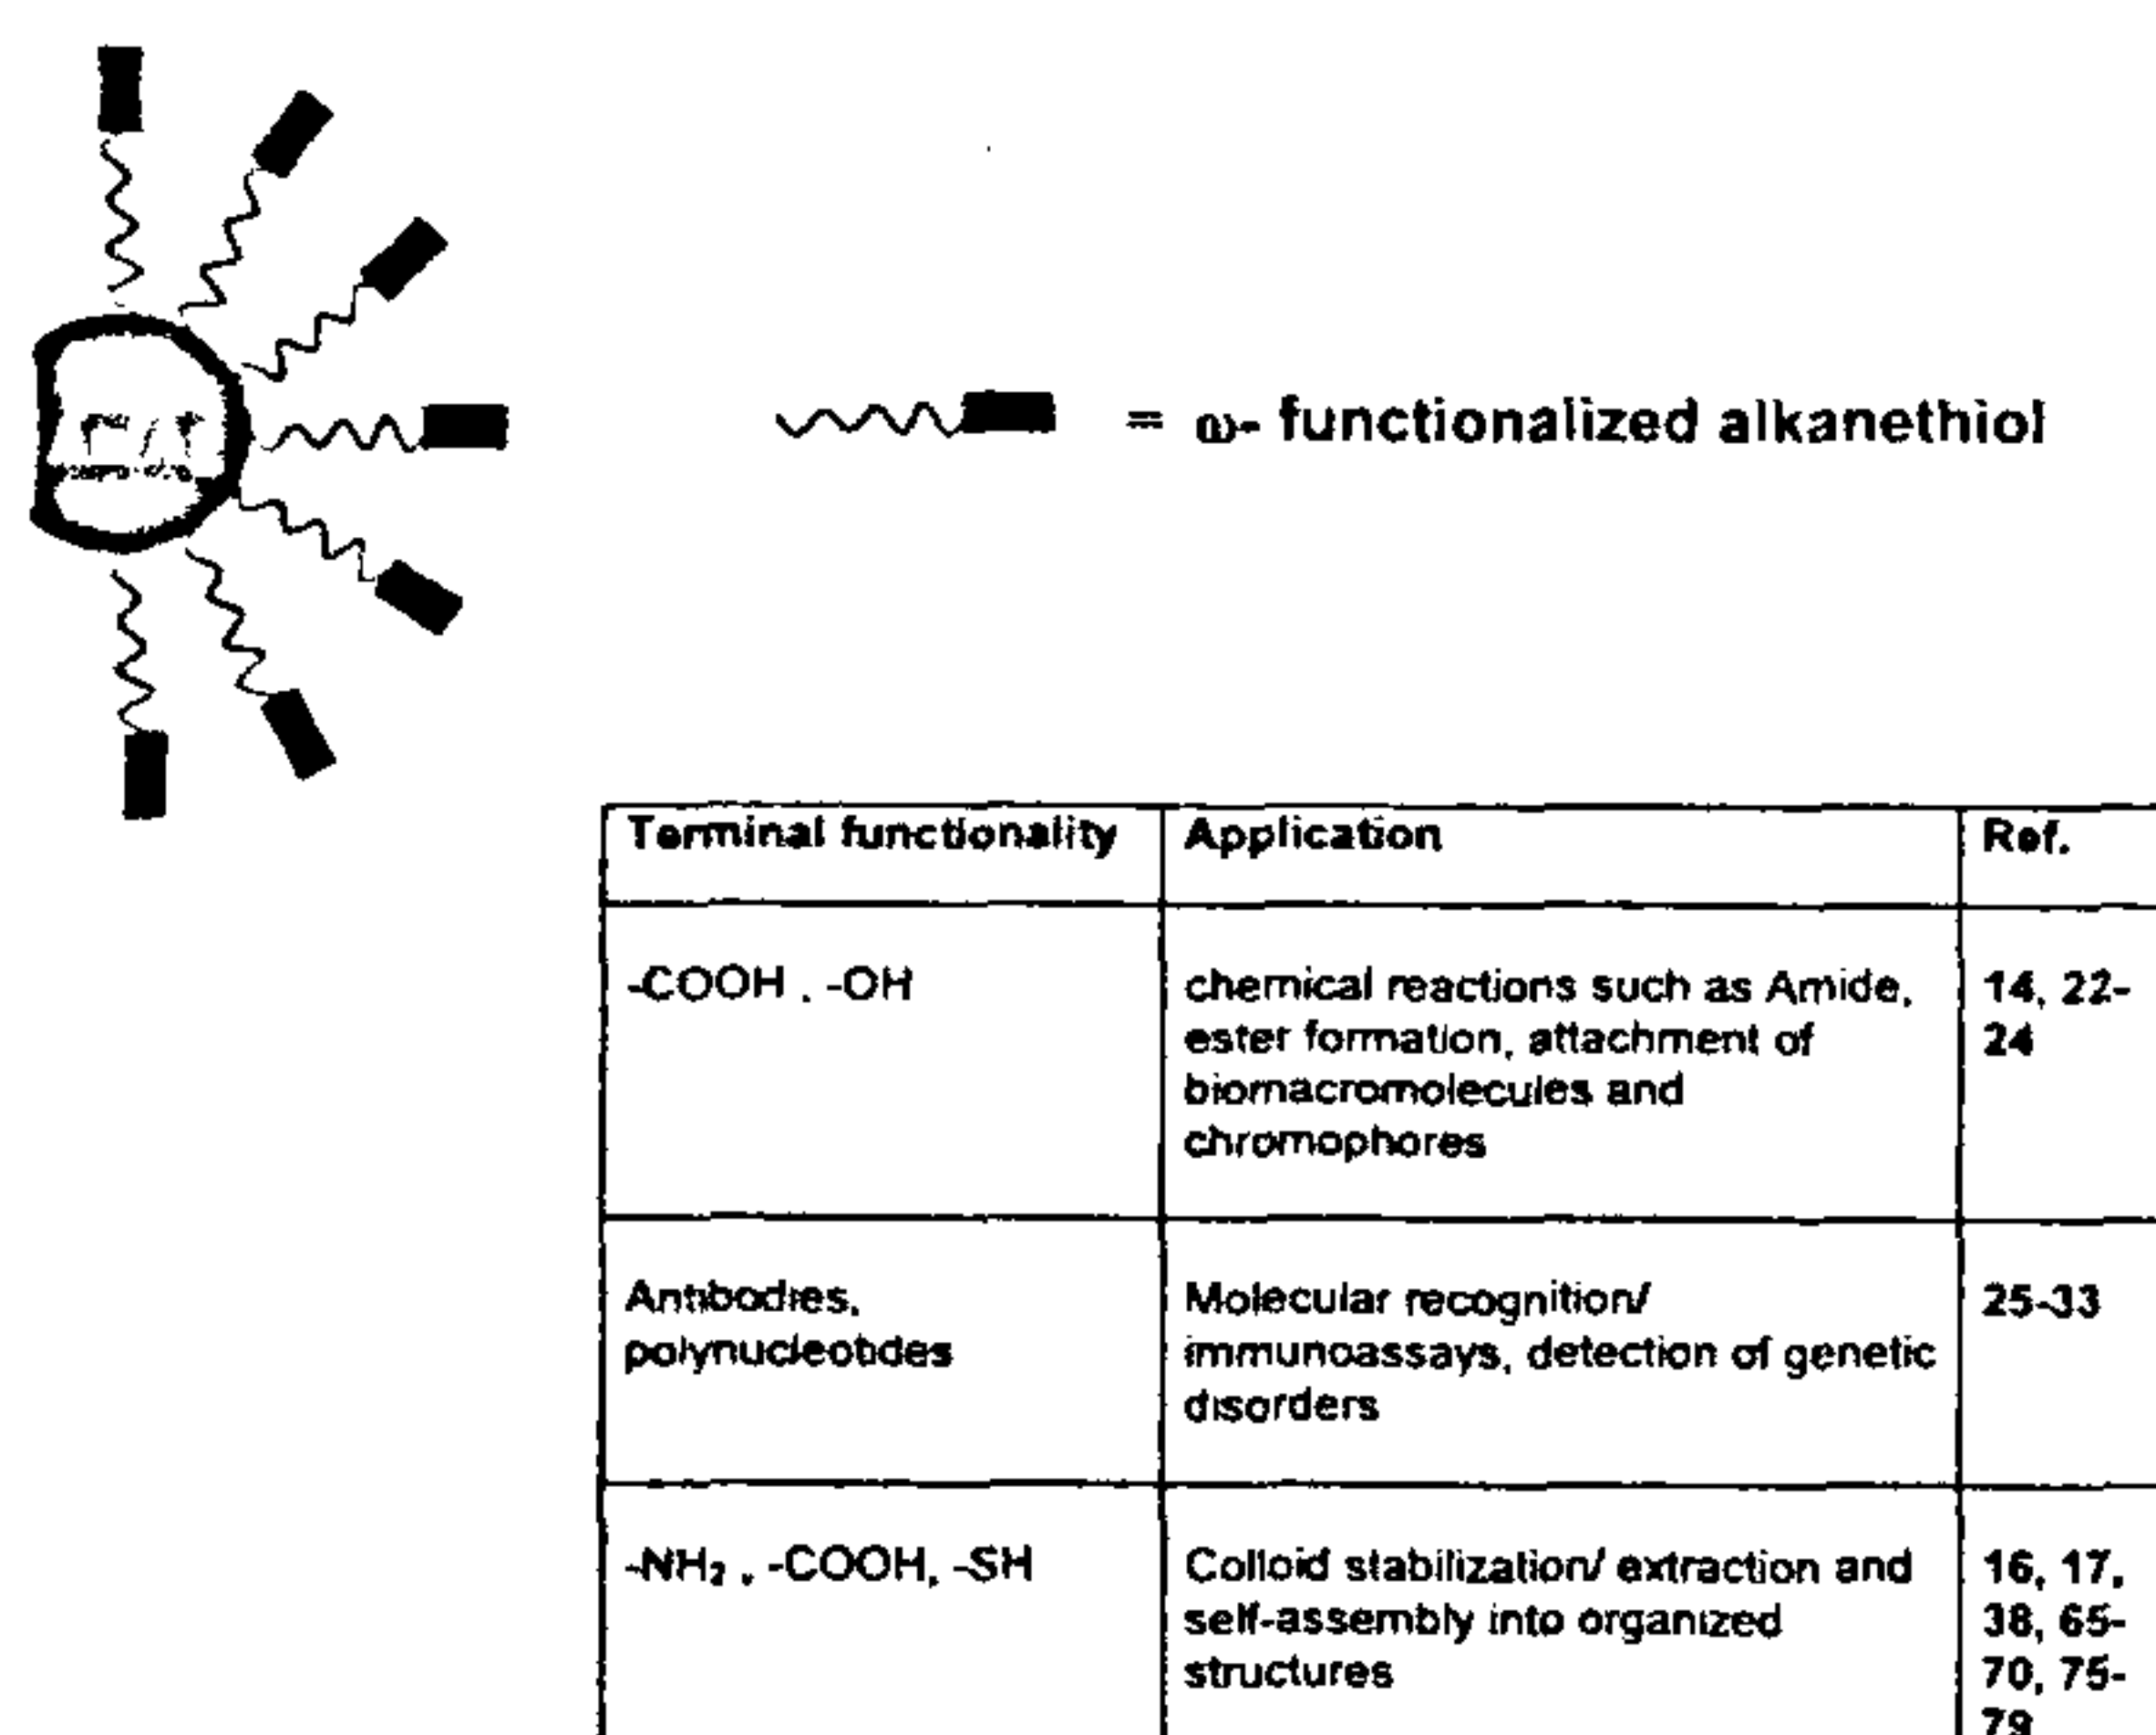 = ω- functionalized alkanethiol
Terminal functionality
Application
Ref.
-COOH , -OH
chemical reactions such as Amide,
ester formation, attachment of
biomacromolecules and
chromophores
14, 22-
24
Antibodies,
polynucleotides
Molecular recognition/
immunoassays, detection of genetic
disorders
25-33
-NH₂ , -COOH, -SH
Colloid stabilization/ extraction and
self-assembly into organized
structures
16, 17,
38, 65-
70, 75-
79